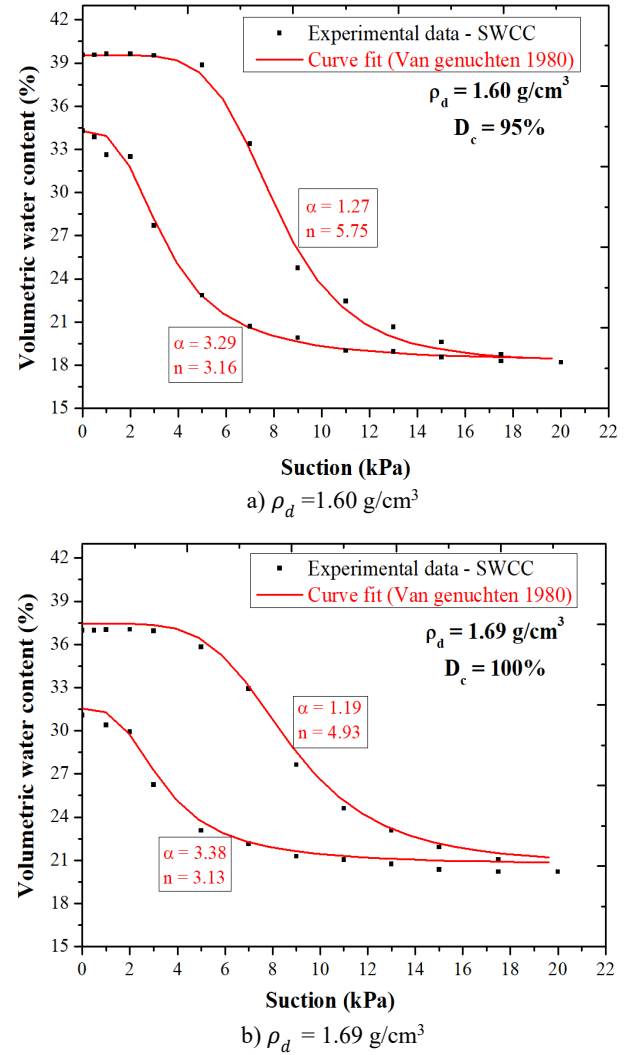 42
39
36
33
30
27
24
21
18
15
Volumetric water content (%)
Experimental data - SWCC
Curve fit (Van genuchten 1980)
ρd = 1.60 g/cm³
Dc = 95%
α = 1.27
n = 5.75
α = 3.29
n = 3.16
0 2 4 6 8 10 12 14 16 18 20 22
Suction (kPa)
a) ρd =1.60 g/cm³
42
39
36
33
30
27
24
21
18
15
Volumetric water content (%)
Experimental data - SWCC
Curve fit (Van genuchten 1980)
ρd = 1.69 g/cm³
Dc = 100%
α = 1.19
n = 4.93
α = 3.38
n = 3.13
0 2 4 6 8 10 12 14 16 18 20 22
Suction (kPa)
b) ρd = 1.69 g/cm³